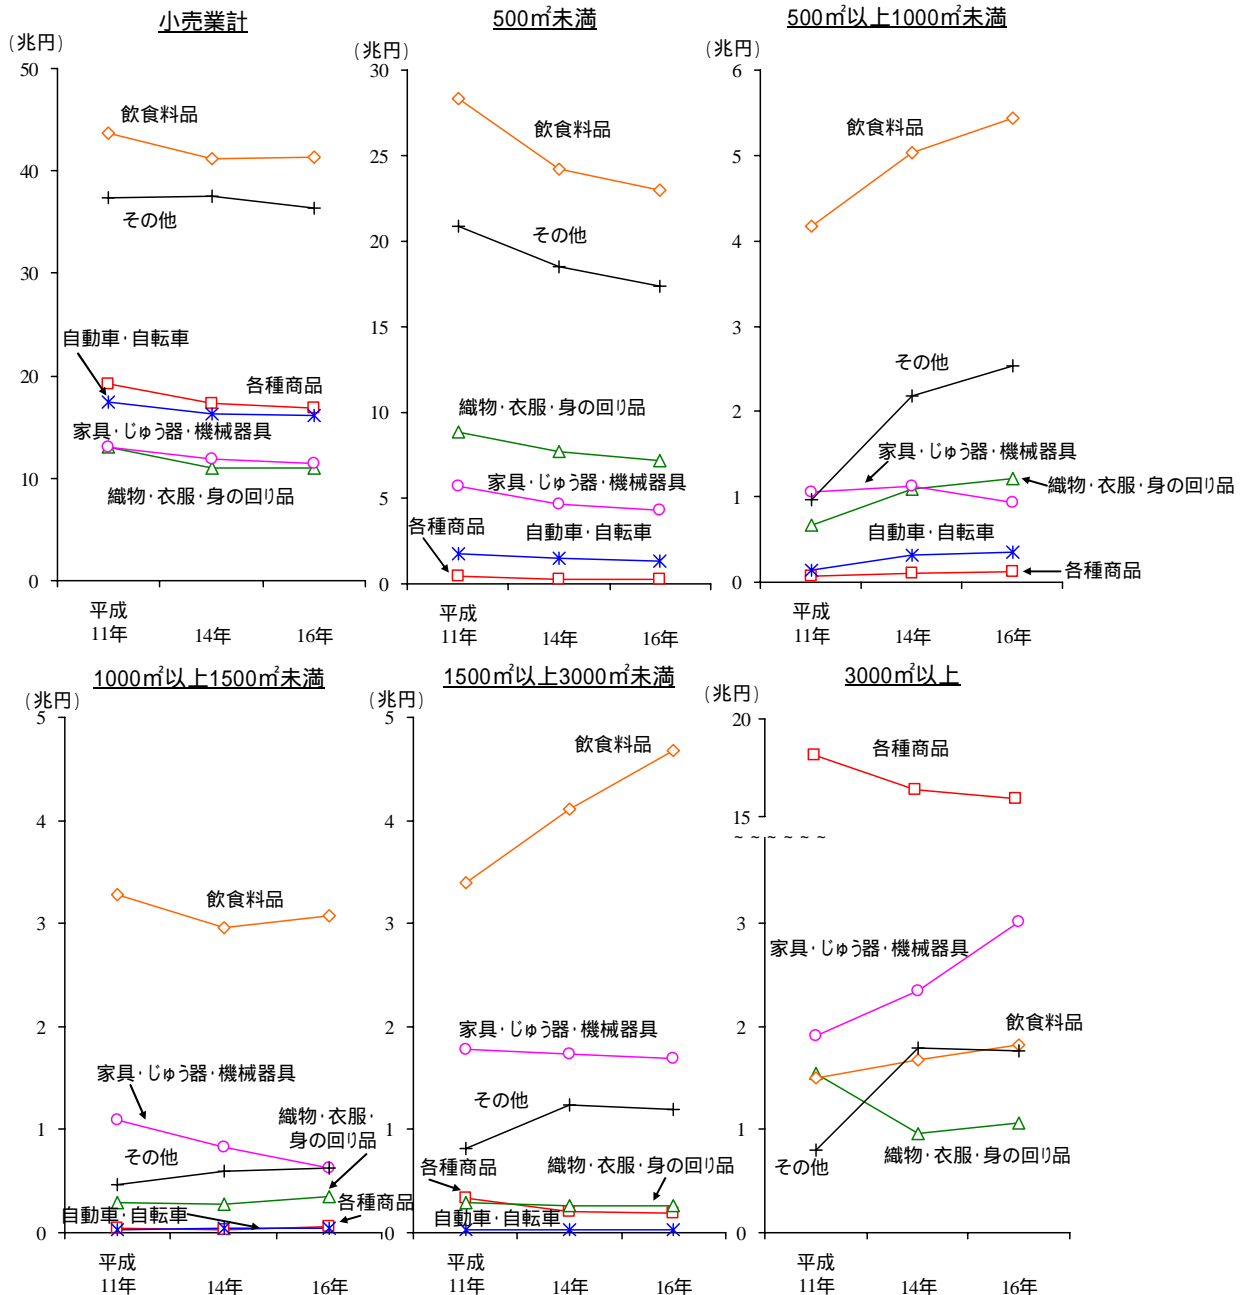 小売業計
(兆円)
50
40
30
20
10
0
飲食料品
その他
自動車・自転車
各種商品
家具・じゅう器・機械器具
織物・衣服・身の回り品
平成
11年
14年
16年
500㎡未満
(兆円)
30
25
20
15
10
5
0
飲食料品
その他
織物・衣服・身の回り品
家具・じゅう器・機械器具
各種商品
自動車・自転車
平成
11年
14年
16年
500㎡以上1000㎡未満
(兆円)
6
5
4
3
2
1
0
飲食料品
その他
家具・じゅう器・機械器具
織物・衣服・身の回り品
自動車・自転車
各種商品
平成
11年
14年
16年
1000㎡以上1500㎡未満
(兆円)
5
4
3
2
1
0
飲食料品
家具・じゅう器・機械器具
織物・衣服・
身の回り品
その他
各種商品
自動車・自転車
平成
11年
14年
16年
1500㎡以上3000㎡未満
(兆円)
5
4
3
2
1
0
飲食料品
家具・じゅう器・機械器具
その他
各種商品
織物・衣服・身の回り品
自動車・自転車
平成
11年
14年
16年
3000㎡以上
(兆円)
20
15
3
2
1
0
各種商品
家具・じゅう器・機械器具
飲食料品
その他
織物・衣服・身の回り品
平成
11年
14年
16年